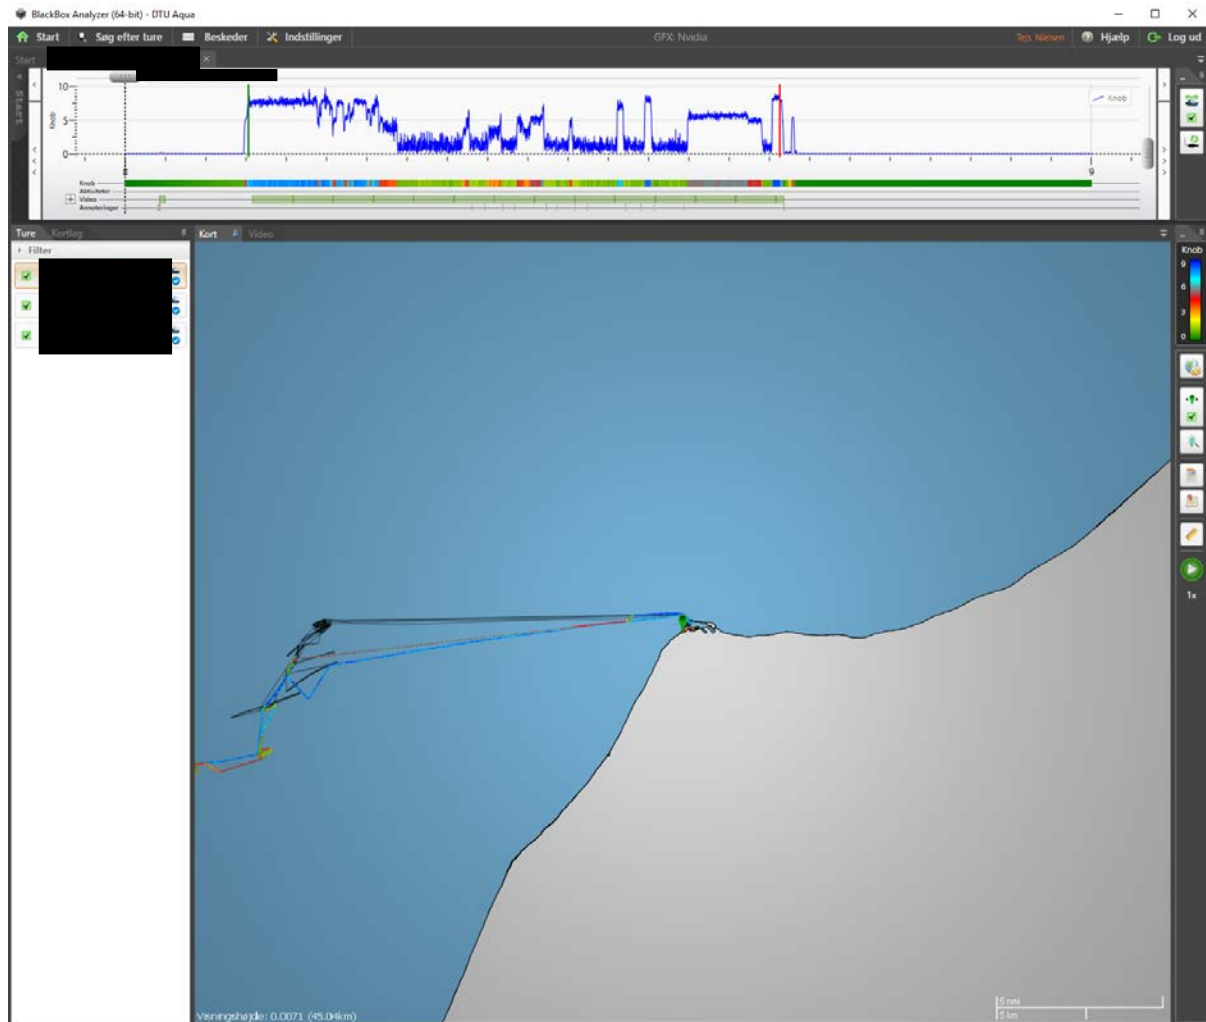 BlackBox Analyzer (64-bit) - DTU Aqua
Start Søg efter ture Beskeder Indstillinger GFX: Nvidia Tejs Nielsen Hjælp Log ud
Start
Start
10
5
0
Knob
Knob
9
Knob
Aktiviteter
Video
Annoteringer
Ture Kortlag
Filter
Kort Video
Knob
9
6
3
0
1x
Visningshøjde: 0.0071 (45.04km)
5 nmi
5 km